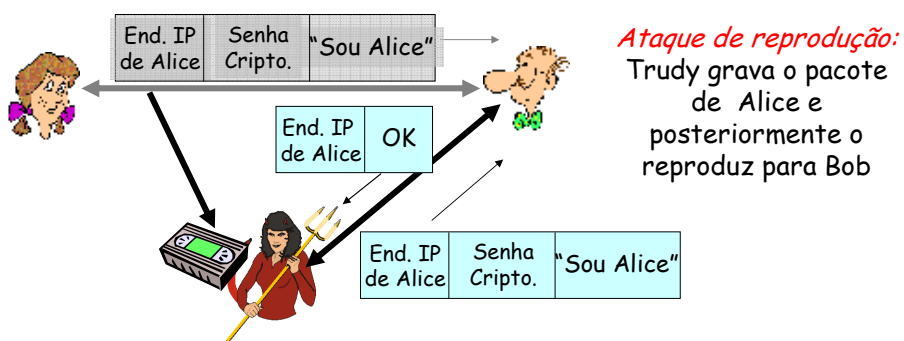 End. IP
de Alice
Senha
Cripto.
“Sou Alice”
Ataque de reprodução:
Trudy grava o pacote
de Alice e
posteriormente o
reproduz para Bob
End. IP
de Alice
OK
End. IP
de Alice
Senha
Cripto.
“Sou Alice”